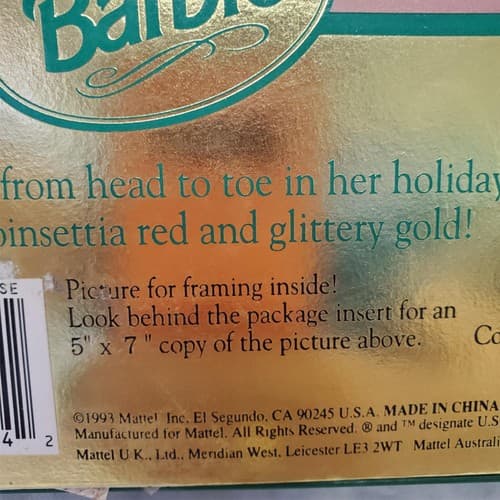 Barbie
from head to toe in her holiday
poinsettia red and glittery gold!
SE
Picture for framing inside!
Look behind the package insert for an
5" x 7 " copy of the picture above.
Co
©1993 Mattel Inc. El Segundo, CA 90245 U.S.A. MADE IN CHINA
Manufactured for Mattel. All Rights Reserved. ® and ™ designate U.S
4 2
Mattel U.K., Ltd., Meridian West, Leicester LE3 2WT Mattel Australi